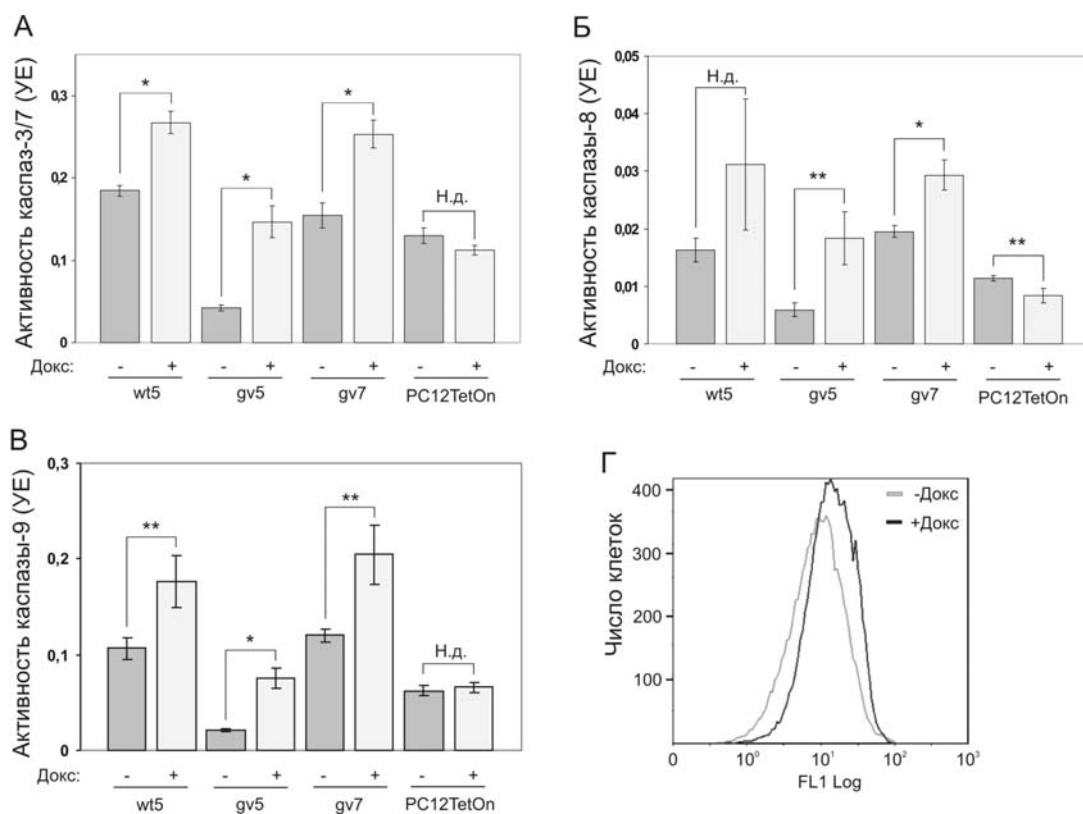 А
Активность каспаз-3/7 (УЕ)
0,3
0,2
0,1
0
*
*
*
Н.д.
Докс: - + - + - + - +
wt5 gv5 gv7 PC12TetOn
Б
Активность каспазы-8 (УЕ)
0,05
0,04
0,03
0,02
0,01
0
Н.д.
**
*
**
Докс: - + - + - + - +
wt5 gv5 gv7 PC12TetOn
В
Активность каспазы-9 (УЕ)
0,3
0,2
0,1
0
**
*
**
Н.д.
Докс: - + - + - + - +
wt5 gv5 gv7 PC12TetOn
Г
Число клеток
400
300
200
100
-Докс
+Докс
0 10⁰ 10¹ 10² 10³
FL1 Log